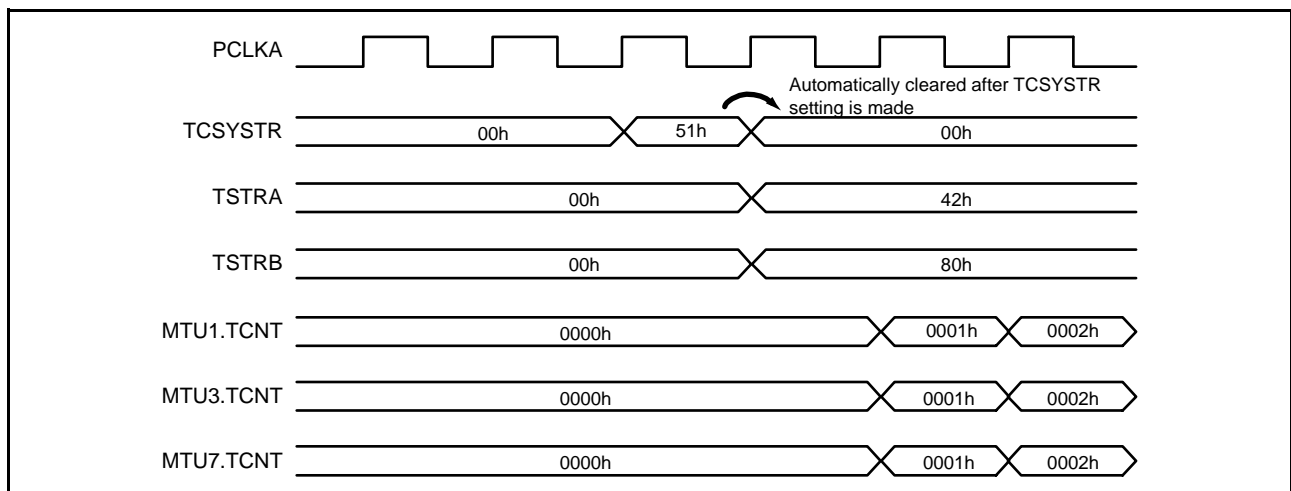 PCLKA
Automatically cleared after TCSYSTR
setting is made
TCSYSTR 00h 51h 00h
TSTRA 00h 42h
TSTRB 00h 80h
MTU1.TCNT 0000h 0001h 0002h
MTU3.TCNT 0000h 0001h 0002h
MTU7.TCNT 0000h 0001h 0002h